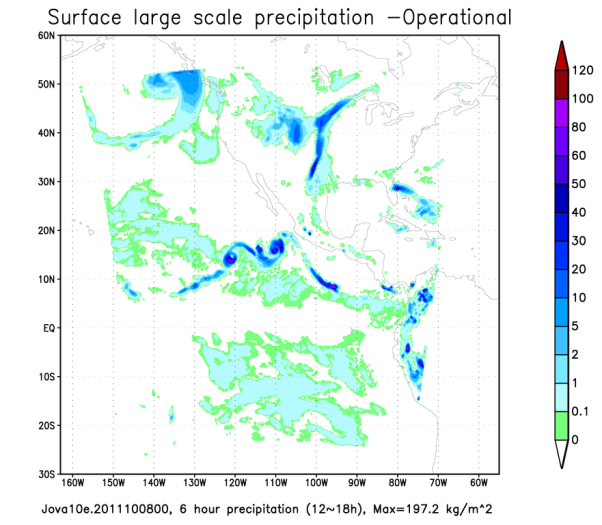 Surface large scale precipitation −Operational
60N
50N
40N
30N
20N
10N
EQ
10S
20S
30S
160W 150W 140W 130W 120W 110W 100W 90W 80W 70W 60W
120
100
80
60
50
40
30
20
10
5
2
1
0.1
0
Jova10e.2011100800, 6 hour precipitation (12~18h), Max=197.2 kg/m^2